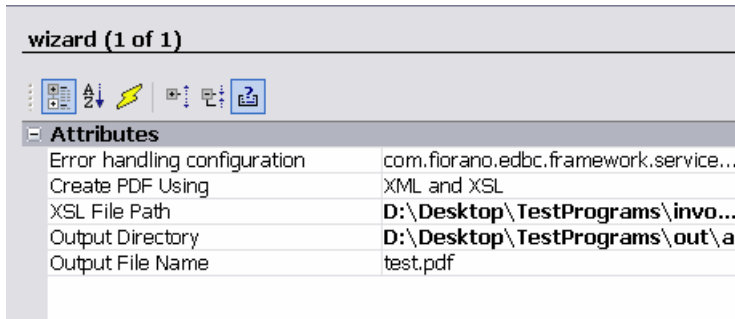 wizard (1 of 1)
Attributes
Error handling configuration com.fiorano.edbc.framework.service...
Create PDF Using XML and XSL
XSL File Path D:\Desktop\TestPrograms\invo...
Output Directory D:\Desktop\TestPrograms\out\a
Output File Name test.pdf